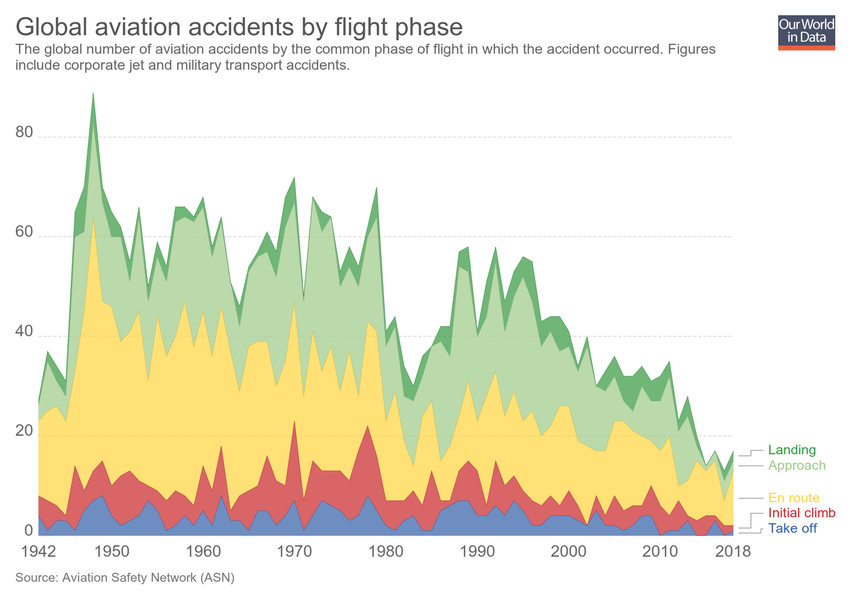 Global aviation accidents by flight phase
Our World
in Data
The global number of aviation accidents by the common phase of flight in which the accident occurred. Figures
include corporate jet and military transport accidents.
80
60
40
20
0
Landing
Approach
En route
Initial climb
Take off
1942 1950 1960 1970 1980 1990 2000 2010 2018
Source: Aviation Safety Network (ASN)